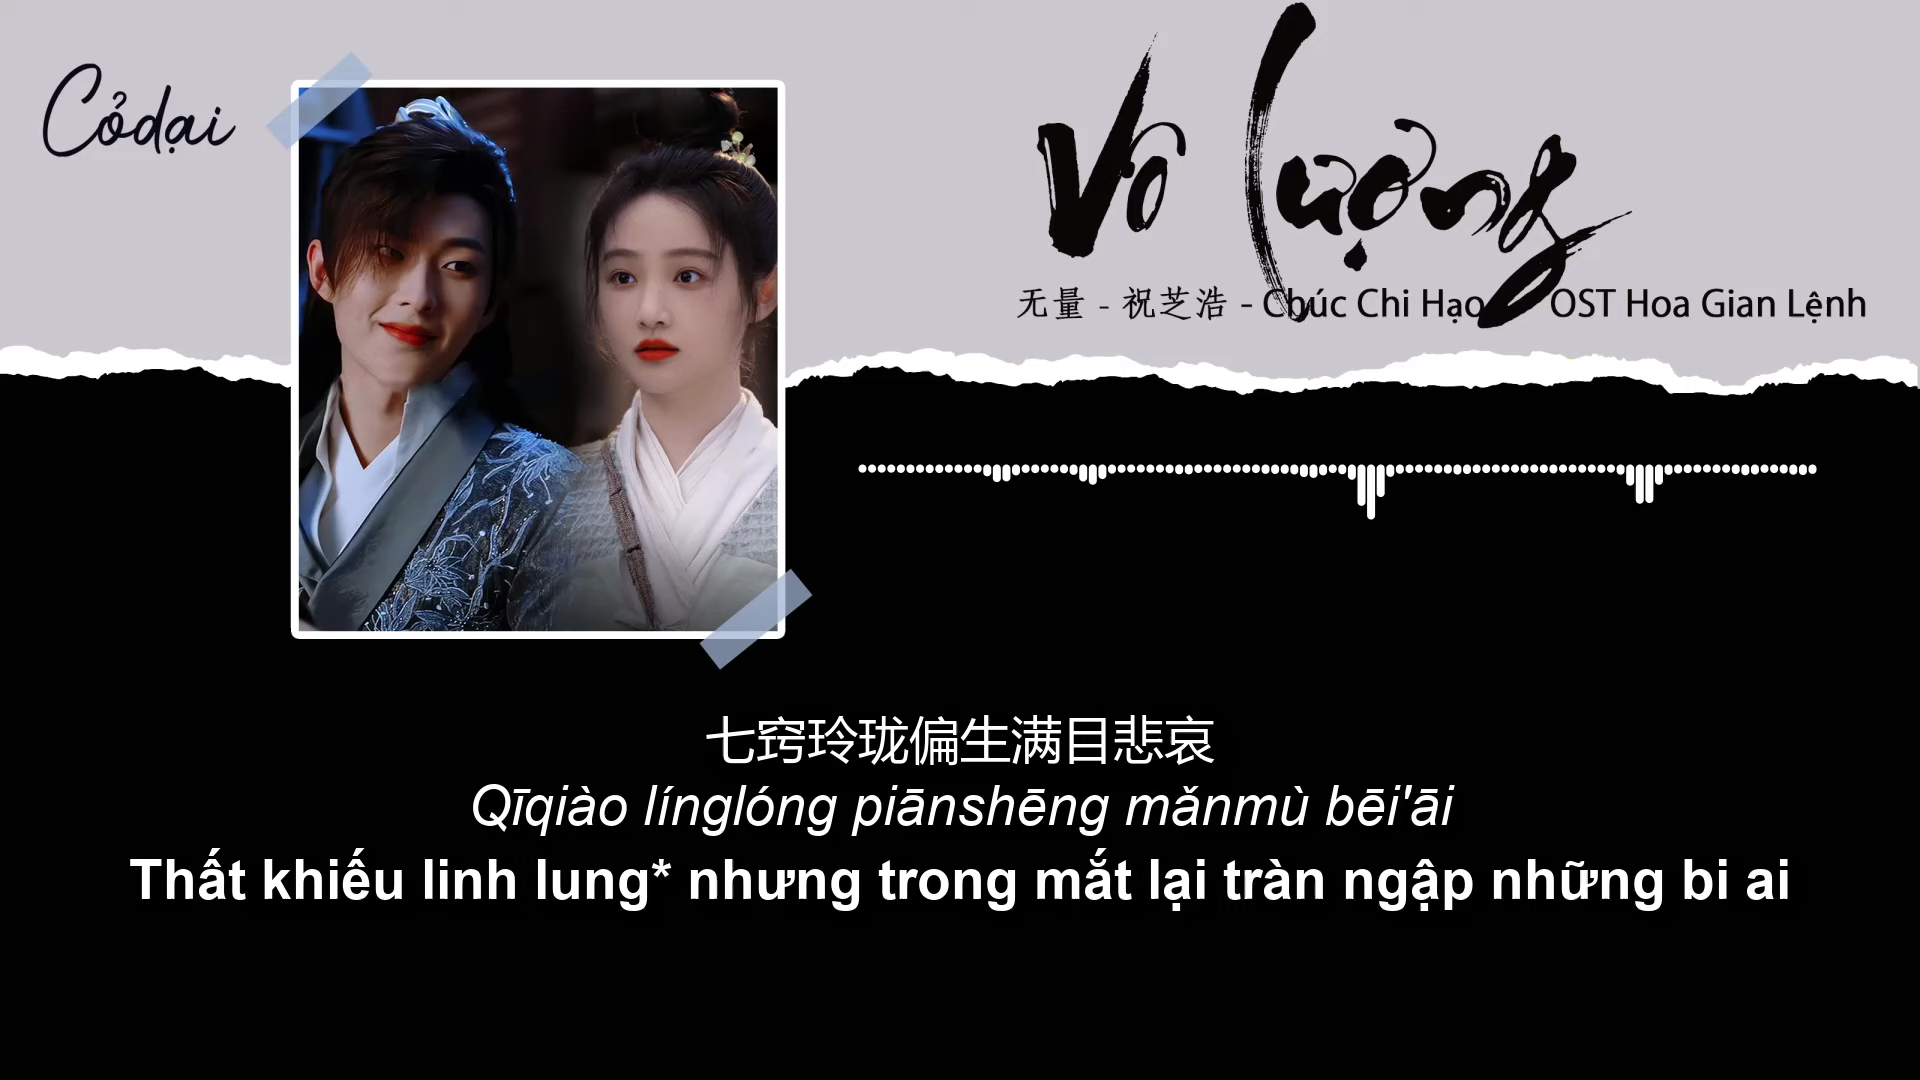 Cỏdại
Vô lượng
无量 - 祝芝浩 - Chúc Chi Hạo OST Hoa Gian Lệnh
七窍玲珑偏生满目悲哀
Qīqiào línglóng piānshēng mǎnmù bēi'āi
Thất khiếu linh lung* nhưng trong mắt lại tràn ngập những bi ai